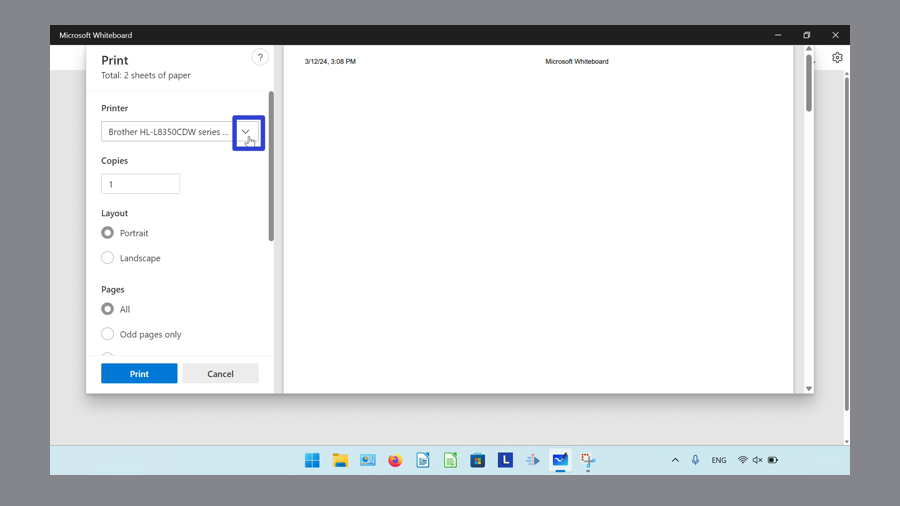 Microsoft Whiteboard
Print
?
Total: 2 sheets of paper
3/12/24, 3:08 PM
Microsoft Whiteboard
Printer
Brother HL-L8350CDW series ...
Copies
1
Layout
Portrait
Landscape
Pages
All
Odd pages only
Print
Cancel
L
ENG